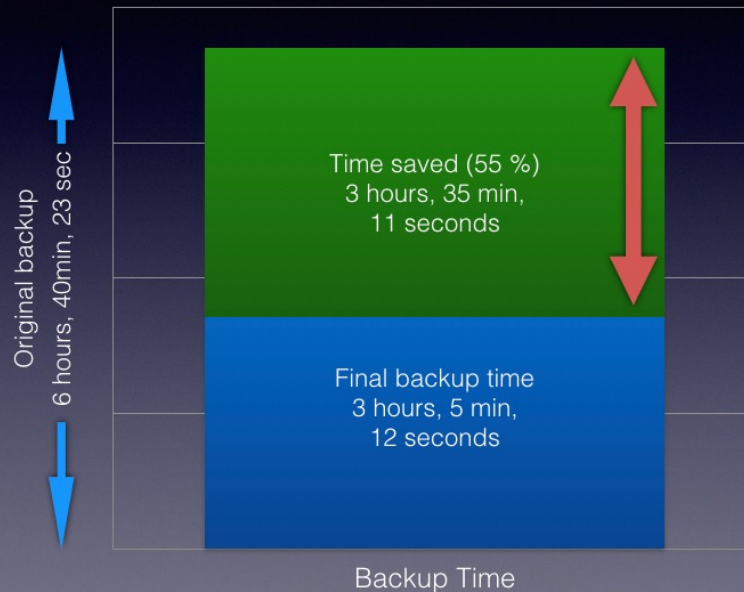 Original backup
6 hours, 40min, 23 sec
Time saved (55 %)
3 hours, 35 min,
11 seconds
Final backup time
3 hours, 5 min,
12 seconds
Backup Time